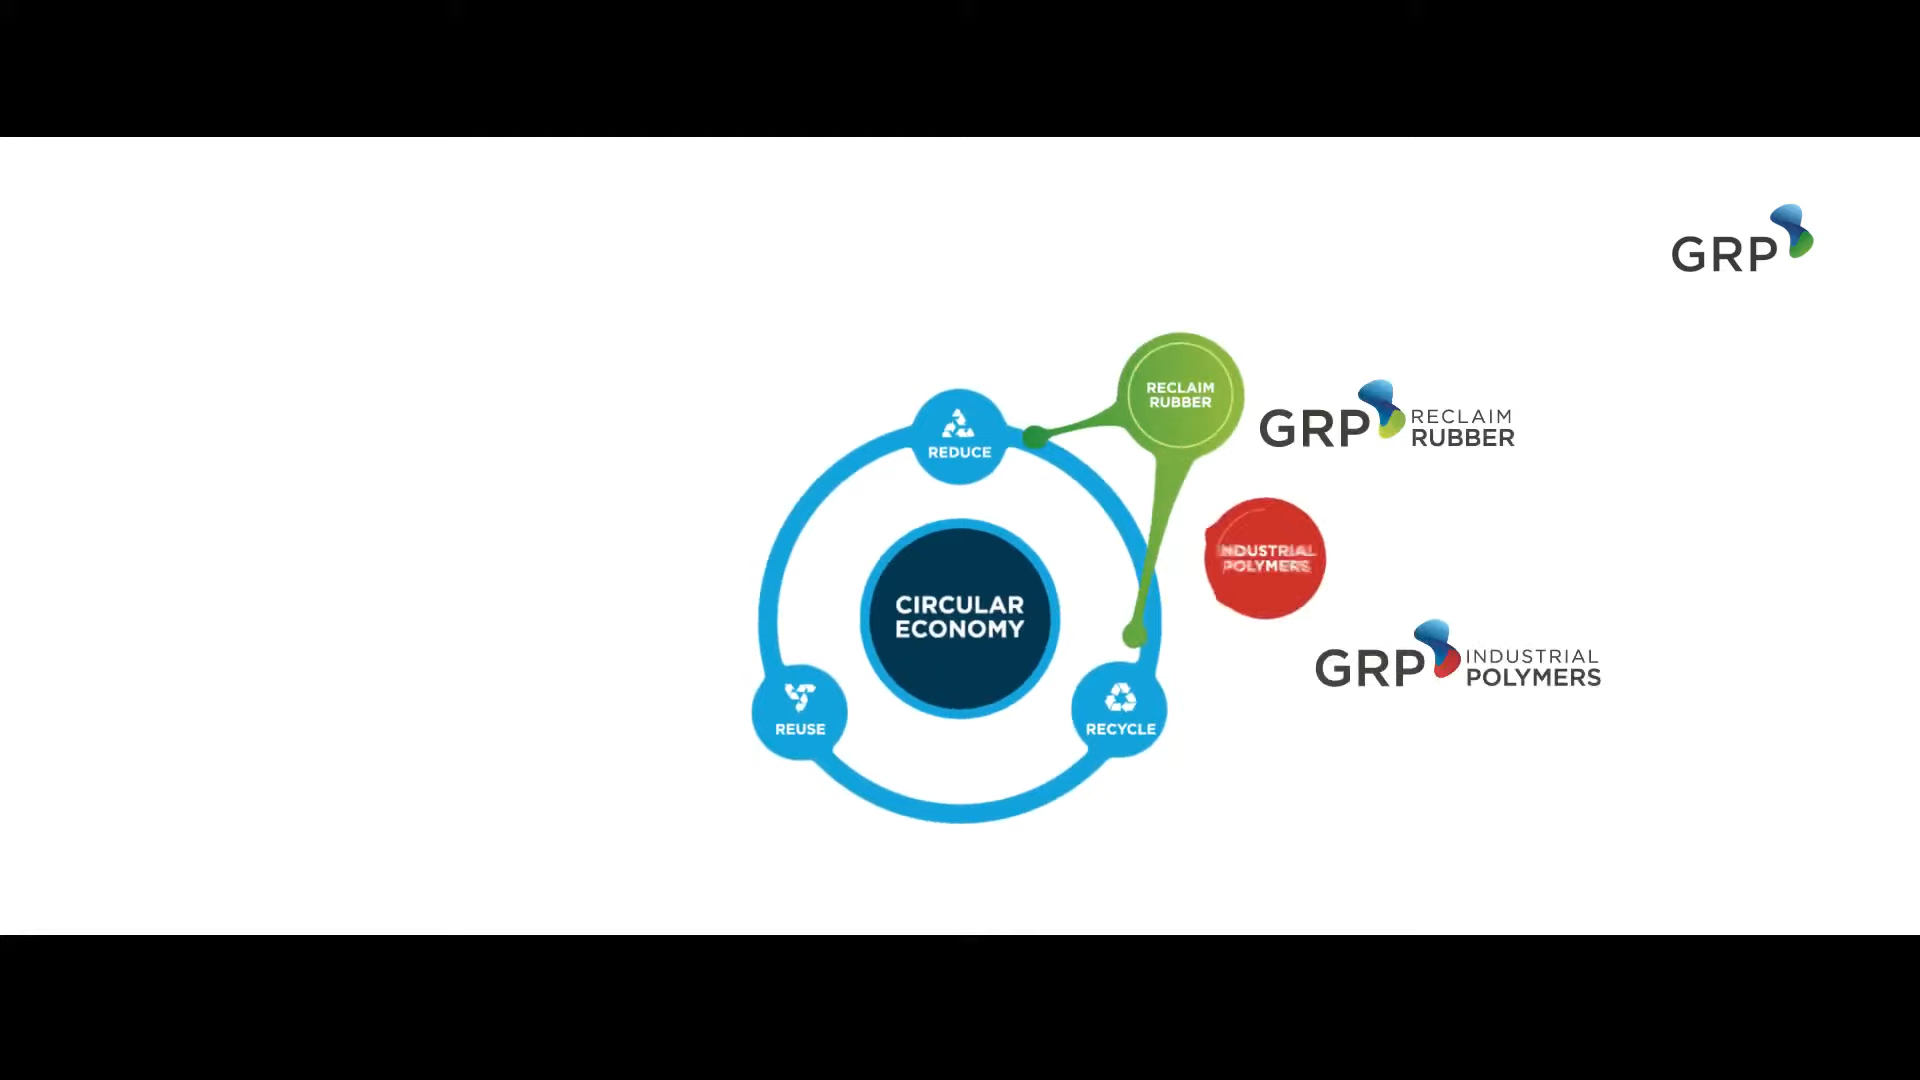 GRP
RECLAIM
RUBBER
GRP RECLAIM
RUBBER
REDUCE
INDUSTRIAL
POLYMERS
CIRCULAR
ECONOMY
GRP INDUSTRIAL
POLYMERS
REUSE
RECYCLE